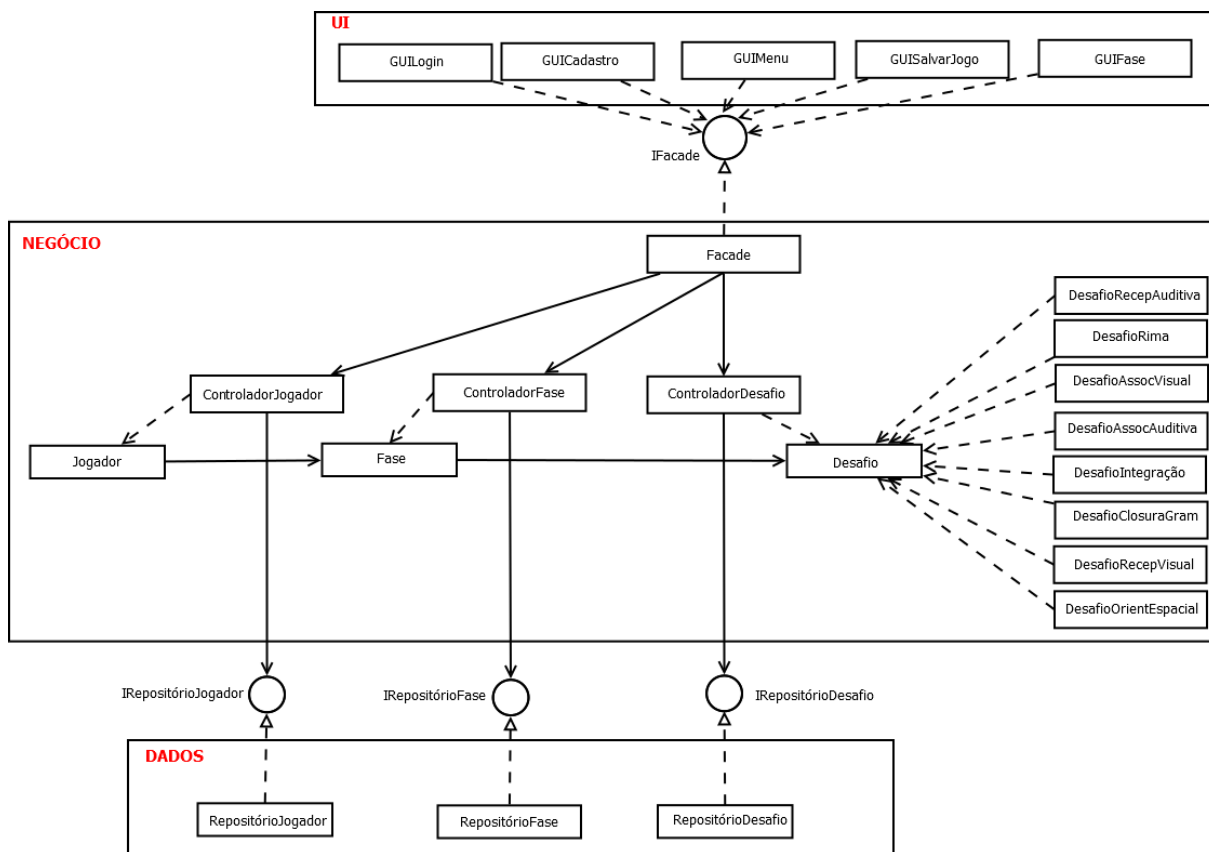 UI
GUILogin
GUICadastro
GUIMenu
GUISalvarJogo
GUIFase
IFacade
NEGÓCIO
Facade
DesafioRecepAuditiva
DesafioRima
DesafioAssocVisual
DesafioAssocAuditiva
DesafioIntegração
DesafioClosuraGram
DesafioRecepVisual
DesafioOrientEspacial
ControladorJogador
ControladorFase
ControladorDesafio
Jogador
Fase
Desafio
IRepositórioJogador
IRepositórioFase
IRepositórioDesafio
DADOS
RepositórioJogador
RepositórioFase
RepositórioDesafio